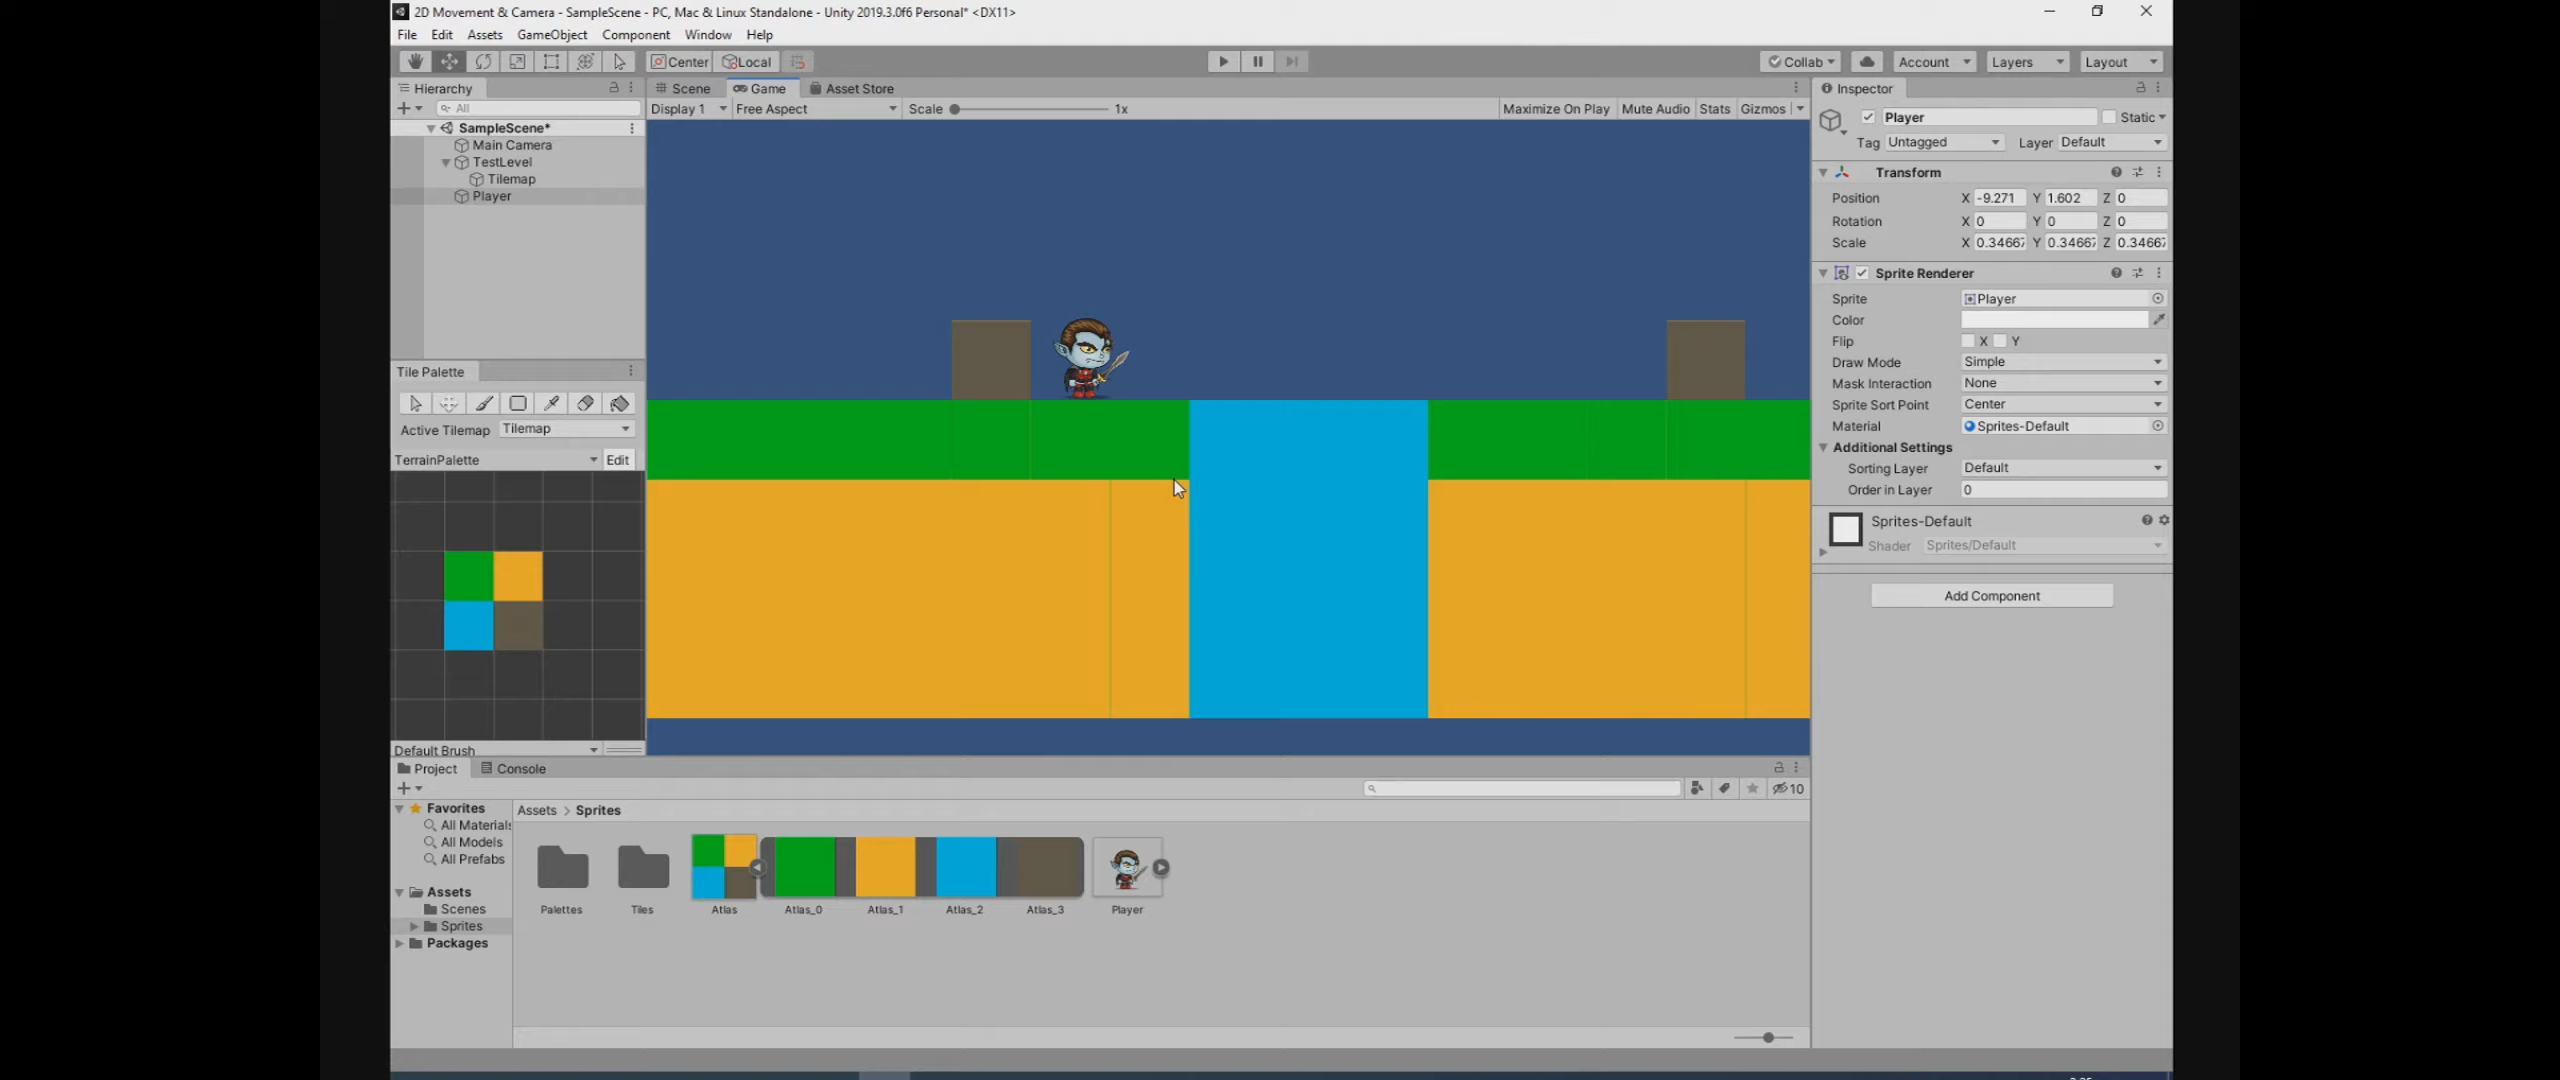 2D Movement & Camera - SampleScene - PC, Mac & Linux Standalone - Unity 2019.3.0f6 Personal* <DX11>
File Edit Assets GameObject Component Window Help
Center Local Collab Account Layers Layout
Hierarchy
All
SampleScene*
Main Camera
TestLevel
Tilemap
Player
Tile Palette
Active Tilemap Tilemap
TerrainPalette Edit
Default Brush
Scene Game Asset Store
Display 1 Free Aspect Scale 1x Maximize On Play Mute Audio Stats Gizmos
Inspector
Player Static
Tag Untagged Layer Default
Transform
Position X -9.271 Y 1.602 Z 0
Rotation X 0 Y 0 Z 0
Scale X 0.34667 Y 0.34667 Z 0.34667
Sprite Renderer
Sprite Player
Color
Flip X Y
Draw Mode Simple
Mask Interaction None
Sprite Sort Point Center
Material Sprites-Default
Additional Settings
Sorting Layer Default
Order in Layer 0
Sprites-Default
Shader Sprites/Default
Add Component
Project Console
10
Favorites
All Materials
All Models
All Prefabs
Assets
Scenes
Sprites
Packages
Assets > Sprites
Palettes Tiles Atlas Atlas_0 Atlas_1 Atlas_2 Atlas_3 Player